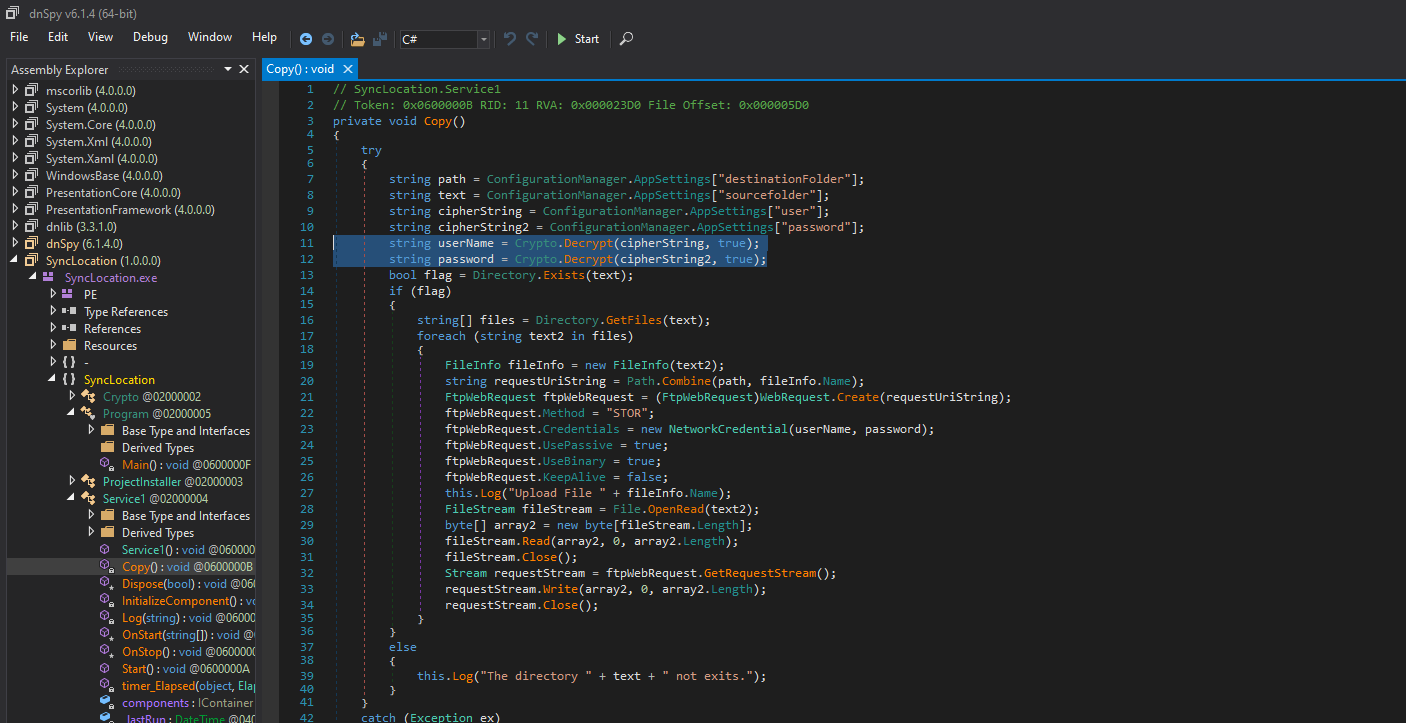 dnSpy v6.1.4 (64-bit)
File Edit View Debug Window Help C# Start
Assembly Explorer
mscorlib (4.0.0.0)
System (4.0.0.0)
System.Core (4.0.0.0)
System.Xml (4.0.0.0)
System.Xaml (4.0.0.0)
WindowsBase (4.0.0.0)
PresentationCore (4.0.0.0)
PresentationFramework (4.0.0.0)
dnlib (3.3.1.0)
dnSpy (6.1.4.0)
SyncLocation (1.0.0.0)
SyncLocation.exe
PE
Type References
References
Resources
{ } -
{ } SyncLocation
Crypto @02000002
Program @02000005
Base Type and Interfaces
Derived Types
Main() : void @0600000F
ProjectInstaller @02000003
Service1 @02000004
Base Type and Interfaces
Derived Types
Service1() : void @060000
Copy() : void @0600000B
Dispose(bool) : void @060
InitializeComponent() : vo
Log(string) : void @06000
OnStart(string[]) : void @
OnStop() : void @060000
Start() : void @0600000A
timer_Elapsed(object, Elap
components : IContainer
_lastRun : DateTime @040
Copy() : void
1 // SyncLocation.Service1
2 // Token: 0x0600000B RID: 11 RVA: 0x000023D0 File Offset: 0x000005D0
3 private void Copy()
4 {
5 try
6 {
7 string path = ConfigurationManager.AppSettings["destinationFolder"];
8 string text = ConfigurationManager.AppSettings["sourcefolder"];
9 string cipherString = ConfigurationManager.AppSettings["user"];
10 string cipherString2 = ConfigurationManager.AppSettings["password"];
11 string userName = Crypto.Decrypt(cipherString, true);
12 string password = Crypto.Decrypt(cipherString2, true);
13 bool flag = Directory.Exists(text);
14 if (flag)
15 {
16 string[] files = Directory.GetFiles(text);
17 foreach (string text2 in files)
18 {
19 FileInfo fileInfo = new FileInfo(text2);
20 string requestUriString = Path.Combine(path, fileInfo.Name);
21 FtpWebRequest ftpWebRequest = (FtpWebRequest)WebRequest.Create(requestUriString);
22 ftpWebRequest.Method = "STOR";
23 ftpWebRequest.Credentials = new NetworkCredential(userName, password);
24 ftpWebRequest.UsePassive = true;
25 ftpWebRequest.UseBinary = true;
26 ftpWebRequest.KeepAlive = false;
27 this.Log("Upload File " + fileInfo.Name);
28 FileStream fileStream = File.OpenRead(text2);
29 byte[] array2 = new byte[fileStream.Length];
30 fileStream.Read(array2, 0, array2.Length);
31 fileStream.Close();
32 Stream requestStream = ftpWebRequest.GetRequestStream();
33 requestStream.Write(array2, 0, array2.Length);
34 requestStream.Close();
35 }
36 }
37 else
38 {
39 this.Log("The directory " + text + " not exits.");
40 }
41 }
42 catch (Exception ex)